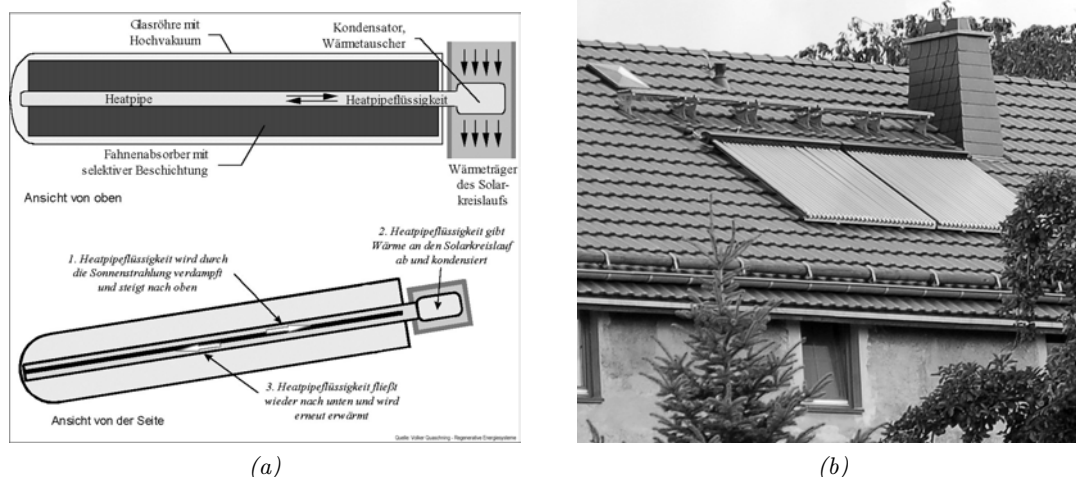 Glasröhre mit
Hochvakuum
Kondensator,
Wärmetauscher
Heatpipe
Heatpipeflüssigkeit
Fahnenabsorber mit
selektiver Beschichtung
Wärmeträger
des Solar-
kreislaufs
Ansicht von oben
2. Heatpipeflüssigkeit gibt
Wärme an den Solarkreislauf
ab und kondensiert
1. Heatpipeflüssigkeit wird durch
die Sonnenstrahlung verdampft
und steigt nach oben
3. Heatpipeflüssigkeit fließt
wieder nach unten und wird
erneut erwärmt
Ansicht von der Seite
Quelle: Volker Quaschning - Regenerative Energiesysteme
(a)
(b)